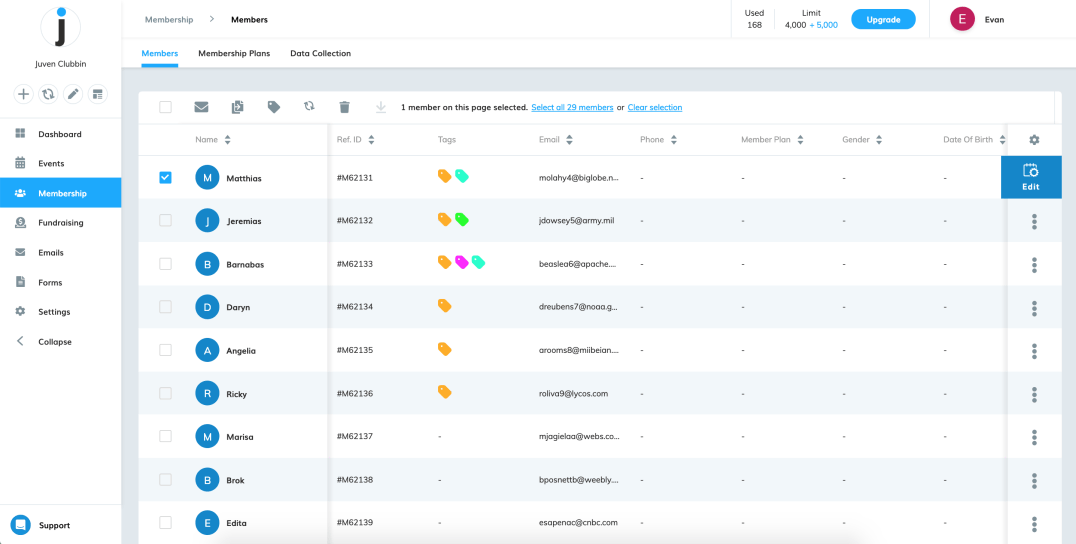 Membership > Members
Used
168
Limit
4,000 + 5,000
Upgrade
E Evan
Juven Clubbin
Members Membership Plans Data Collection
Dashboard
Events
Membership
Fundraising
Emails
Forms
Settings
Collapse
Support
1 member on this page selected. Select all 29 members or Clear selection
Name Ref. ID Tags Email Phone Member Plan Gender Date Of Birth
M Matthias #M62131 molahy4@biglobe.n... - - - - Edit
J Jeremias #M62132 jdowsey5@army.mil - - - -
B Barnabas #M62133 beaslea6@apache.... - - - -
D Daryn #M62134 dreubens7@noaa.g... - - - -
A Angelia #M62135 arooms8@miibeian.... - - - -
R Ricky #M62136 roliva9@lycos.com - - - -
M Marisa #M62137 - mjagielaa@webs.co... - - - -
B Brok #M62138 - bposnettb@weebly.... - - - -
E Edita #M62139 - esapenac@cnbc.com - - - -